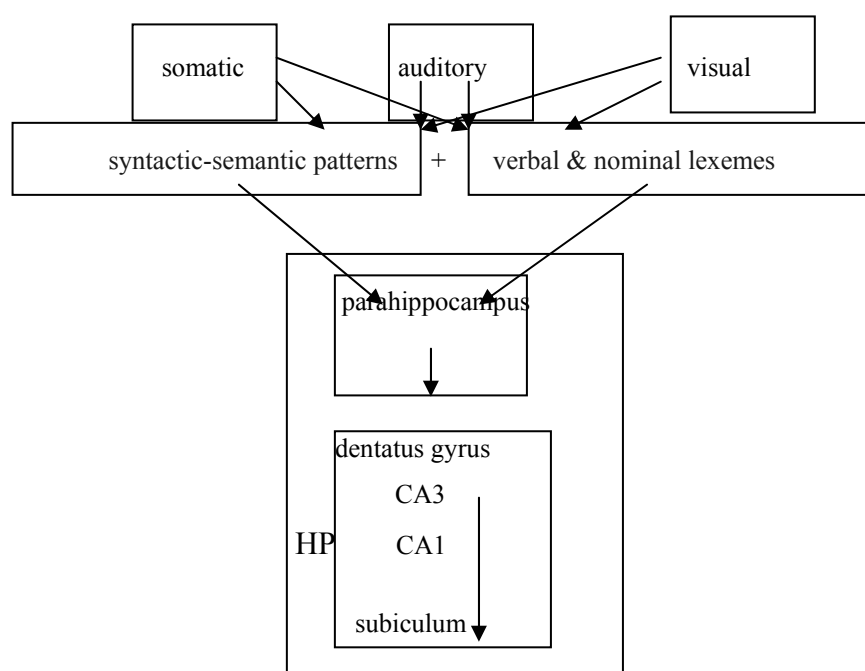 somatic
auditory
visual
syntactic-semantic patterns + verbal & nominal lexemes
parahippocampus
dentatus gyrus
CA3
HP CA1
subiculum